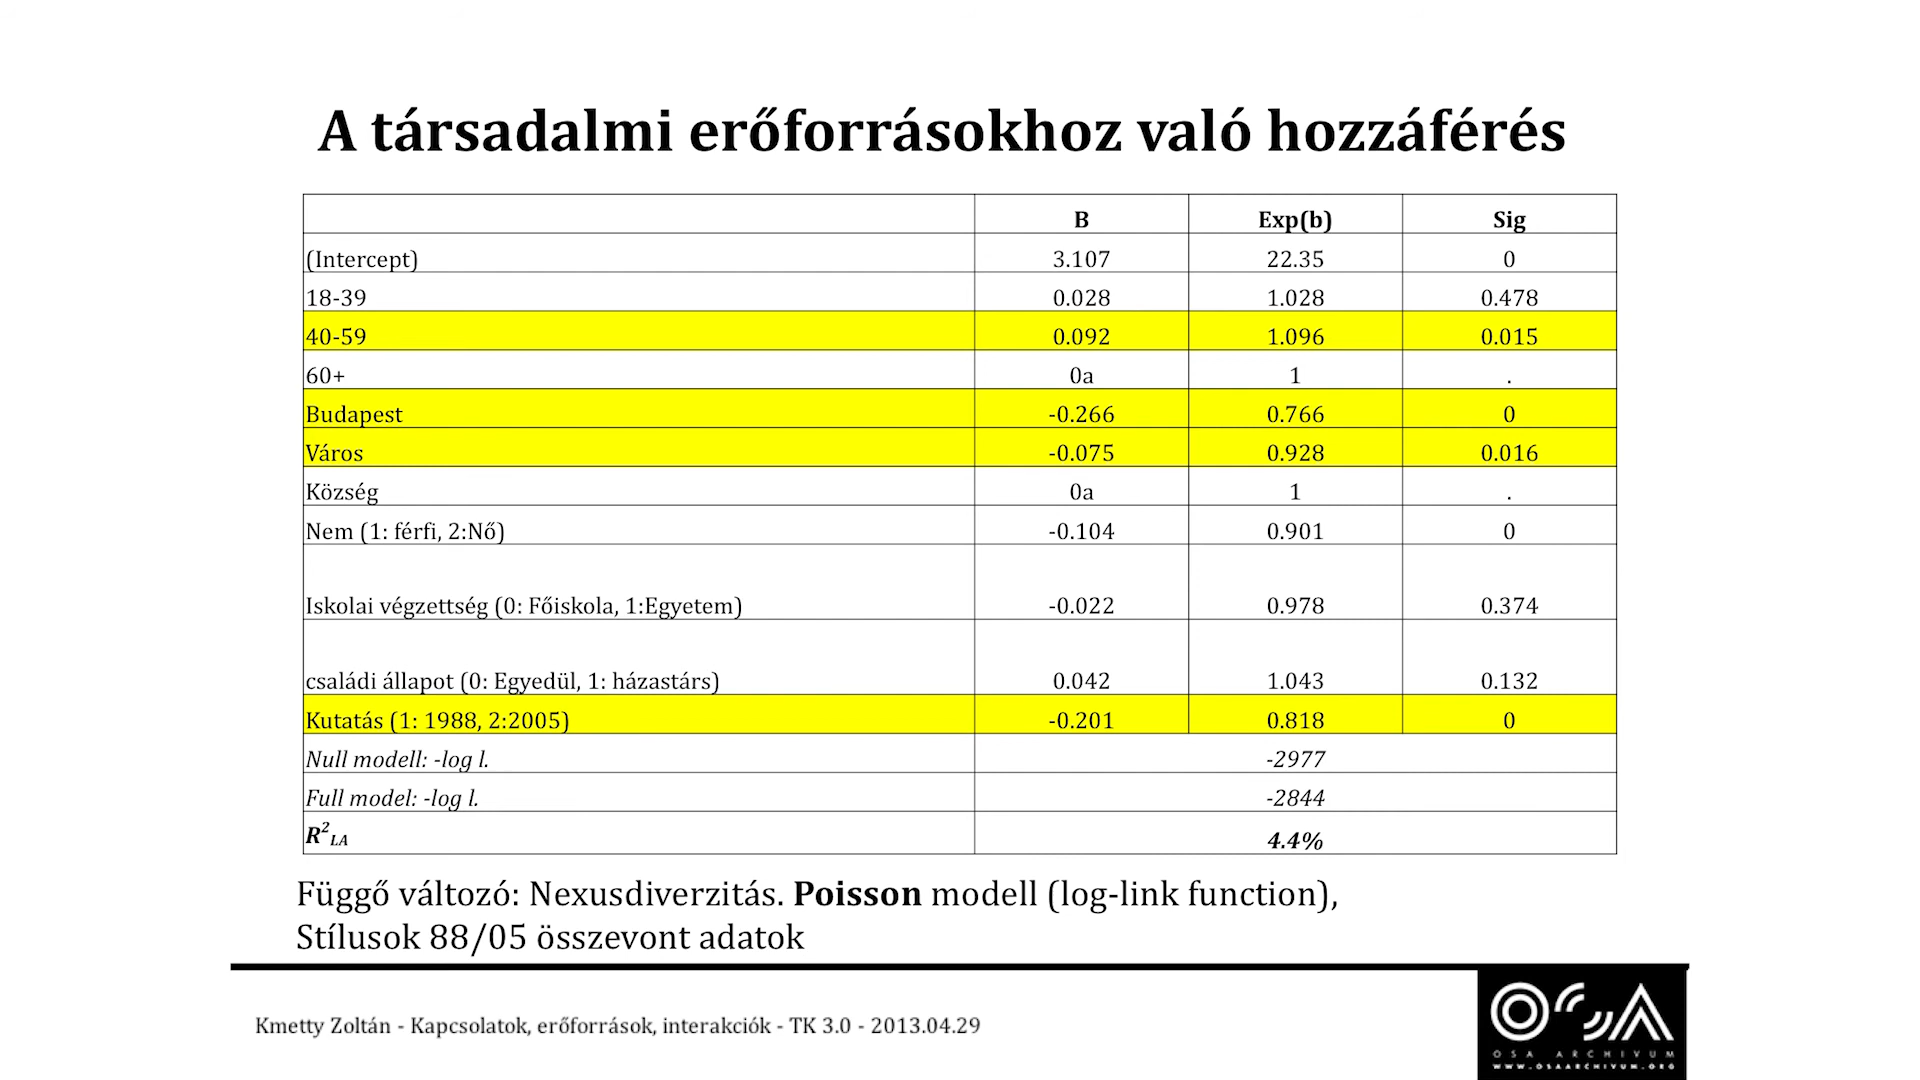 A társadalmi erőforrásokhoz való hozzáférés
B Exp(b) Sig
(Intercept) 3.107 22.35 0
18-39 0.028 1.028 0.478
40-59 0.092 1.096 0.015
60+ 0a 1 .
Budapest -0.266 0.766 0
Város -0.075 0.928 0.016
Község 0a 1 .
Nem (1: férfi, 2:Nő) -0.104 0.901 0
Iskolai végzettség (0: Főiskola, 1:Egyetem) -0.022 0.978 0.374
családi állapot (0: Egyedül, 1: házastárs) 0.042 1.043 0.132
Kutatás (1: 1988, 2:2005) -0.201 0.818 0
Null modell: -log l. -2977
Full model: -log l. -2844
R²LA 4.4%
Függő változó: Nexusdiverzitás. Poisson modell (log-link function),
Stílusok 88/05 összevont adatok
Kmetty Zoltán - Kapcsolatok, erőforrások, interakciók - TK 3.0 - 2013.04.29
OSA
OSA ARCHIVUM
WWW.OSAARCHIVUM.ORG